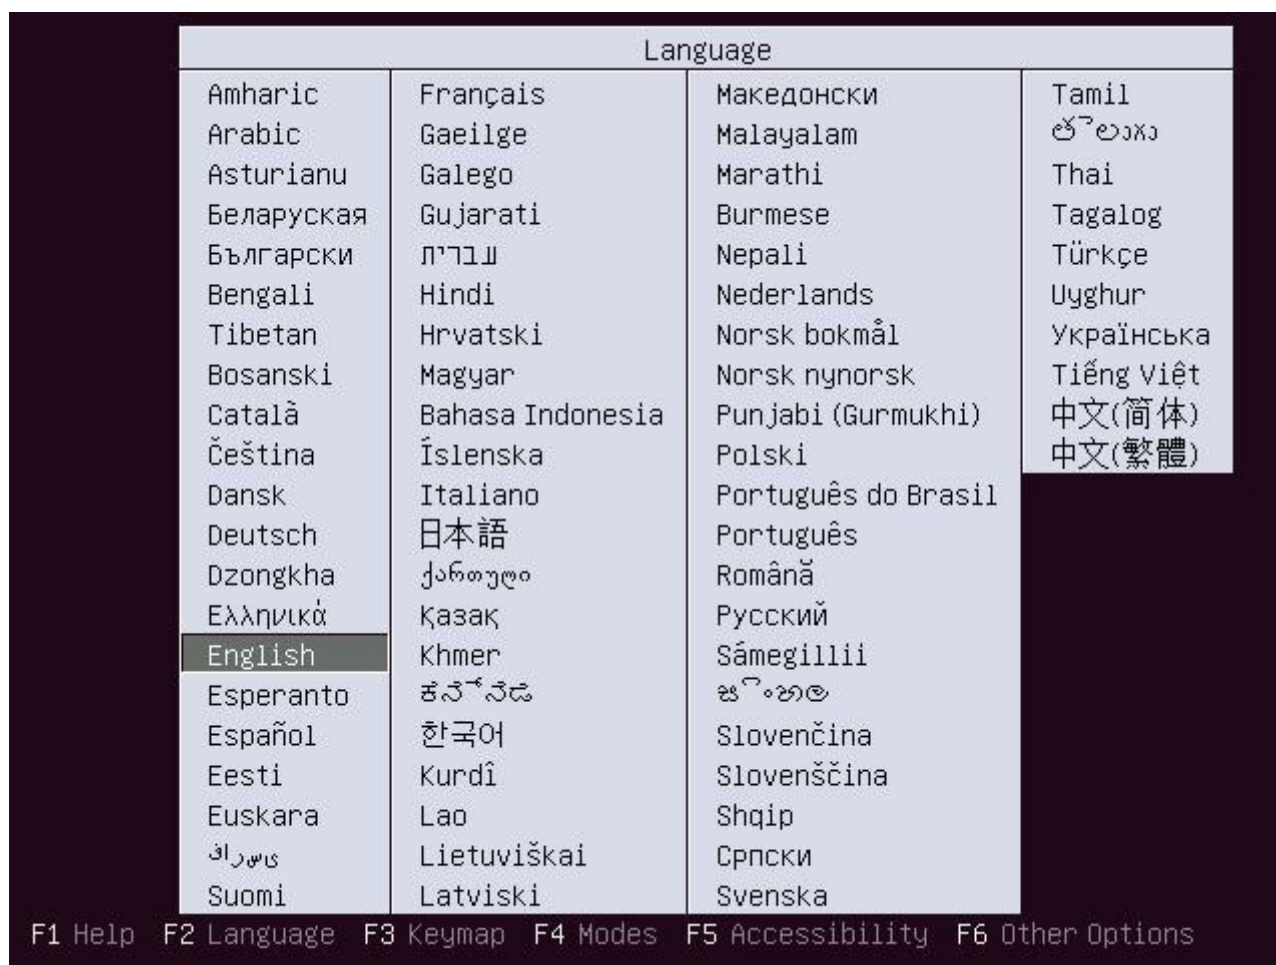 Language
Amharic
Arabic
Asturianu
Беларуская
Български
Bengali
Tibetan
Bosanski
Català
Čeština
Dansk
Deutsch
Dzongkha
Ελληνικά
English
Esperanto
Español
Eesti
Euskara
فارسی
Suomi
Français
Gaeilge
Galego
Gujarati
עברית
Hindi
Hrvatski
Magyar
Bahasa Indonesia
Íslenska
Italiano
日本語
ქართული
Қазақ
Khmer
ಕನ್ನಡ
한국어
Kurdî
Lao
Lietuviškai
Latviski
Македонски
Malayalam
Marathi
Burmese
Nepali
Nederlands
Norsk bokmål
Norsk nynorsk
Punjabi (Gurmukhi)
Polski
Português do Brasil
Português
Română
Русский
Sámegillii
සිංහල
Slovenčina
Slovenščina
Shqip
Српски
Svenska
Tamil
తెలుగు
Thai
Tagalog
Türkçe
Uyghur
Українська
Tiếng Việt
中文(简体)
中文(繁體)
F1 Help F2 Language F3 Keymap F4 Modes F5 Accessibility F6 Other Options